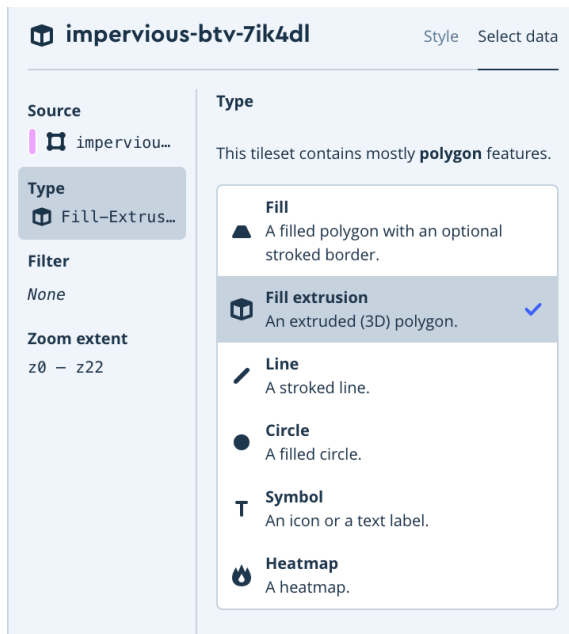 impervious-btv-7ik4dl
Style
Select data
Source
imperviou…
Type
Fill-Extrus…
Filter
None
Zoom extent
z0 — z22
Type
This tileset contains mostly polygon features.
Fill
A filled polygon with an optional
stroked border.
Fill extrusion
An extruded (3D) polygon.
Line
A stroked line.
Circle
A filled circle.
Symbol
An icon or a text label.
Heatmap
A heatmap.